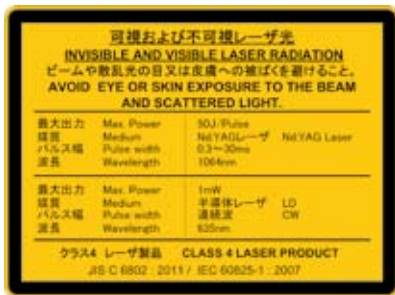 可視および不可視レーザ光
INVISIBLE AND VISIBLE LASER RADIATION
ビームや散乱光の目又は皮膚への被ばくを避けること。
AVOID EYE OR SKIN EXPOSURE TO THE BEAM
AND SCATTERED LIGHT.
最大出力 Max. Power 50J/Pulse
媒質 Medium Nd:YAGレーザ Nd:YAG Laser
パルス幅 Pulse width 0.3～30ms
波長 Wavelength 1064nm
最大出力 Max. Power 1mW
媒質 Medium 半導体レーザ LD
パルス幅 Pulse width 連続波 CW
波長 Wavelength 635nm
クラス4 レーザ製品 CLASS 4 LASER PRODUCT
JIS C 6802 : 2011 / IEC 60825-1 : 2007